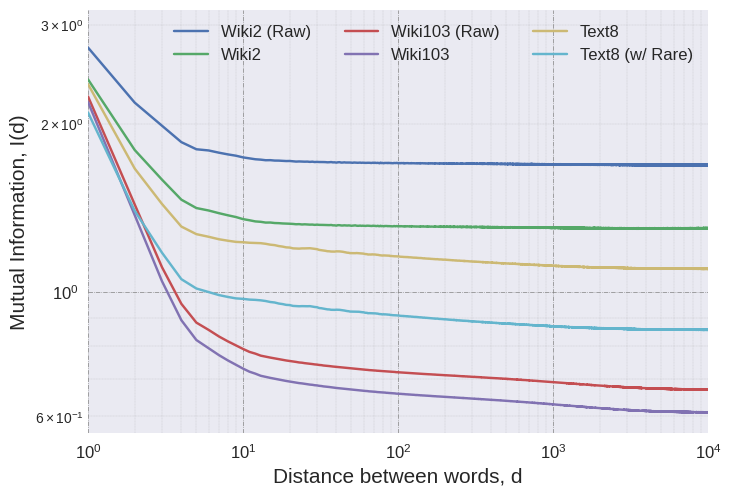 3×10⁰
Wiki2 (Raw) Wiki103 (Raw) Text8
Wiki2 Wiki103 Text8 (w/ Rare)
2×10⁰
Mutual Information, I(d)
10⁰
6×10⁻¹
10⁰ 10¹ 10² 10³ 10⁴
Distance between words, d